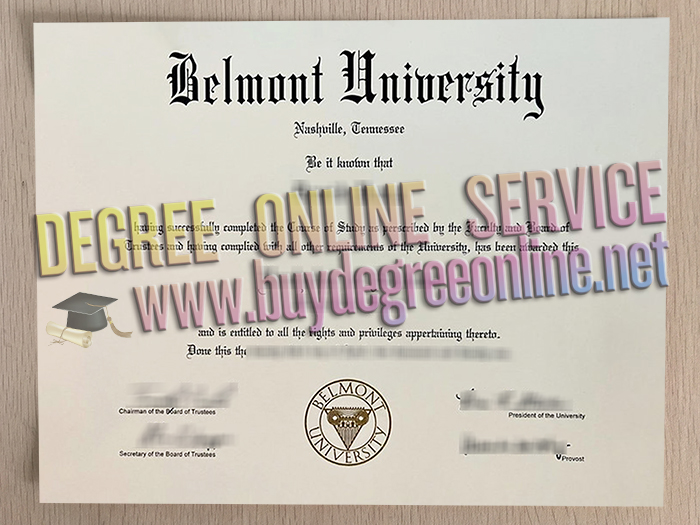 Belmont University
Nashville, Tennessee
Be it known that
DEGREE ONLINE SERVICE
having successfully completed the Course of Study as perscribed by the Faculty and Board of
Trustees and having complied with all other requirements of the University, has been awarded this
www.buydegreeonline.net
and is entitled to all the rights and privileges appertaining thereto.
Done this the
Chairman of the Board of Trustees
President of the University
BELMONT UNIVERSITY
Secretary of the Board of Trustees
Provost